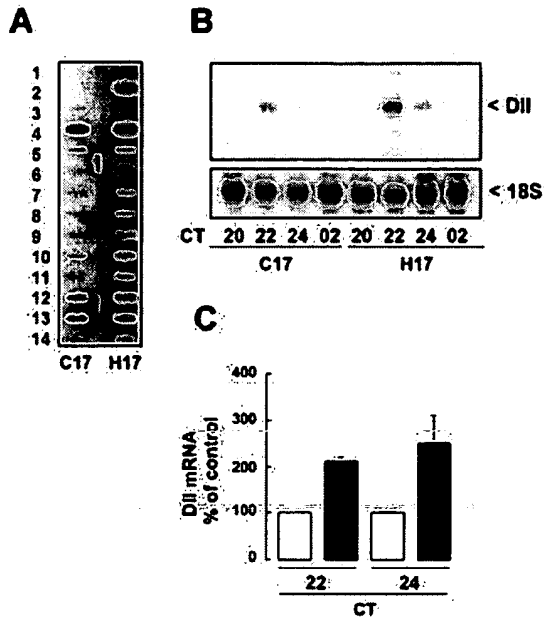 A
1
2
3
4
5
6
7
8
9
10
11
12
13
14
C17 H17
B
< DII
< 18S
CT 20 22 24 02 20 22 24 02
C17 H17
C
DII mRNA
% of control
400
300
200
100
0
22 24
CT